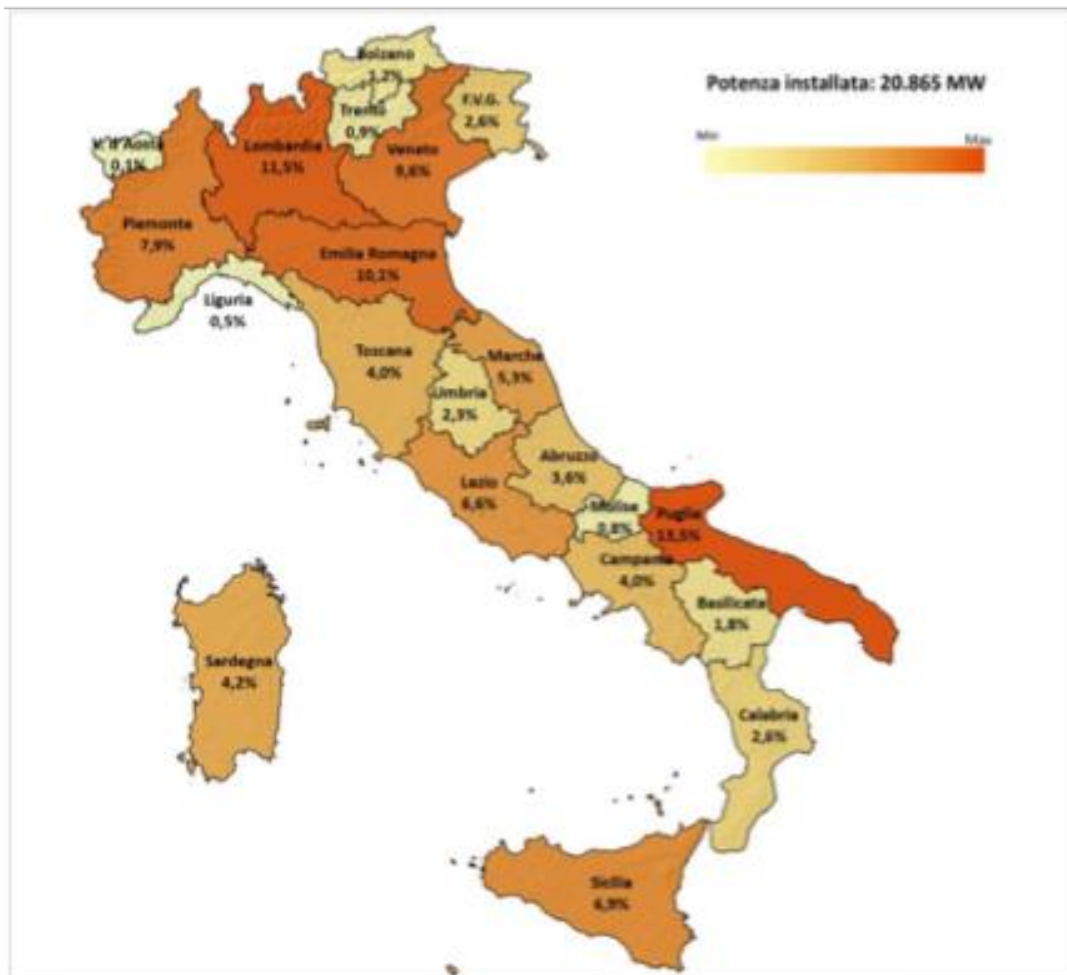 Potenza installata: 20.865 MW
Min
Max
Bolzano
1,2%
Trento
0,9%
F.V.G.
2,6%
V. d'Aosta
0,1%
Lombardia
11,5%
Veneto
9,6%
Piemonte
7,9%
Emilia Romagna
10,1%
Liguria
0,5%
Toscana
4,0%
Marche
5,3%
Umbria
2,3%
Abruzzo
3,6%
Lazio
6,6%
Molise
0,8%
Puglia
13,5%
Campania
4,0%
Basilicata
1,8%
Sardegna
4,2%
Calabria
2,6%
Sicilia
6,9%